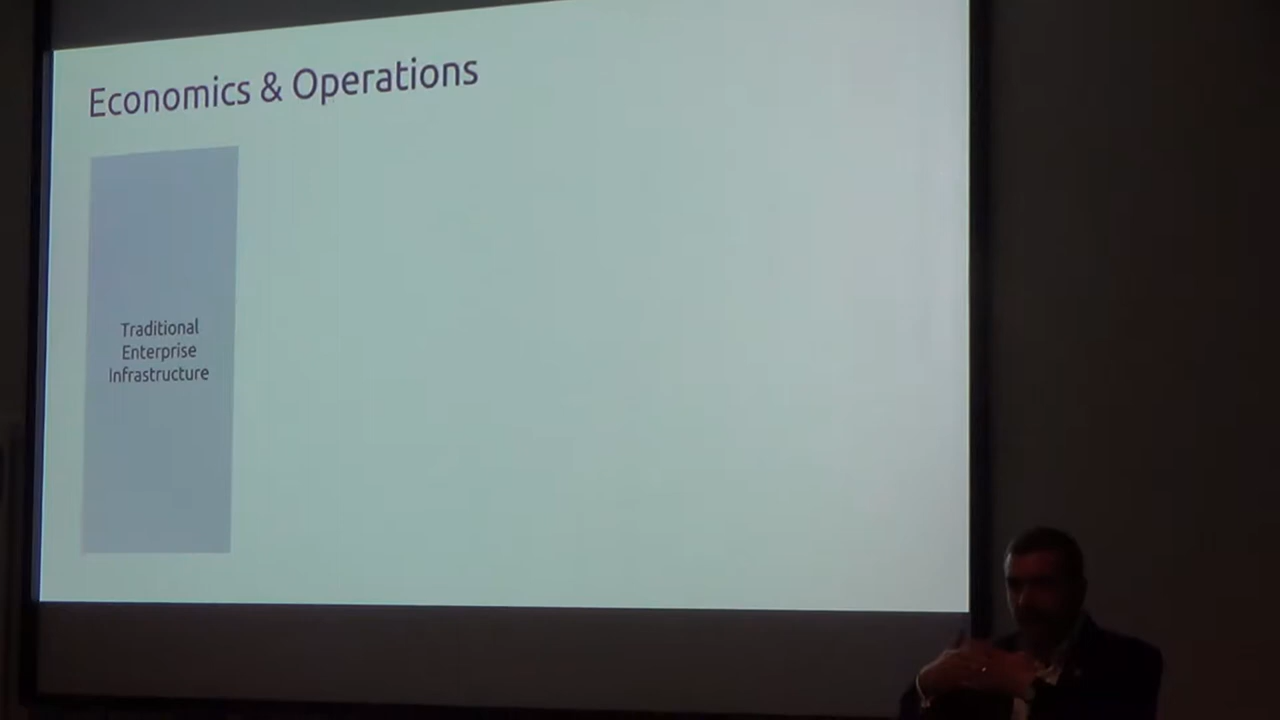 Economics & Operations
Traditional
Enterprise
Infrastructure